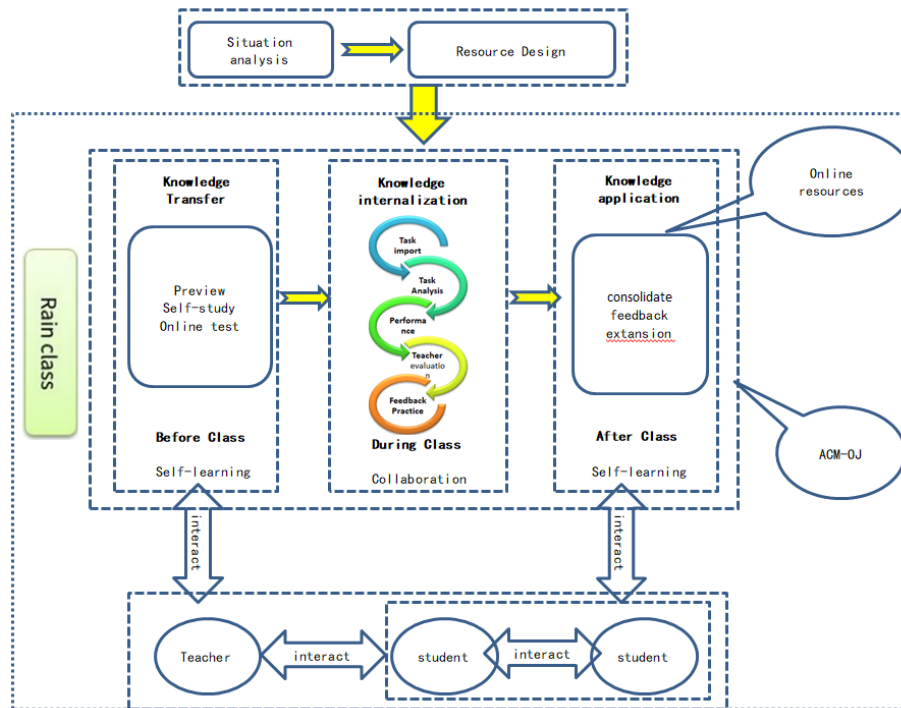 Situation
analysis
Resource Design
Rain class
Knowledge
Transfer
Preview
Self-study
Online test
Before Class
Self-learning
Knowledge
internalization
Task
import
Task
Analysis
Performa
nce
Teacher
evaluatio
n
Feedback
Practice
During Class
Collaboration
Knowledge
application
consolidate
feedback
extansion
After Class
Self-learning
Online
resources
ACM-OJ
interact
interact
Teacher
interact
student
interact
student